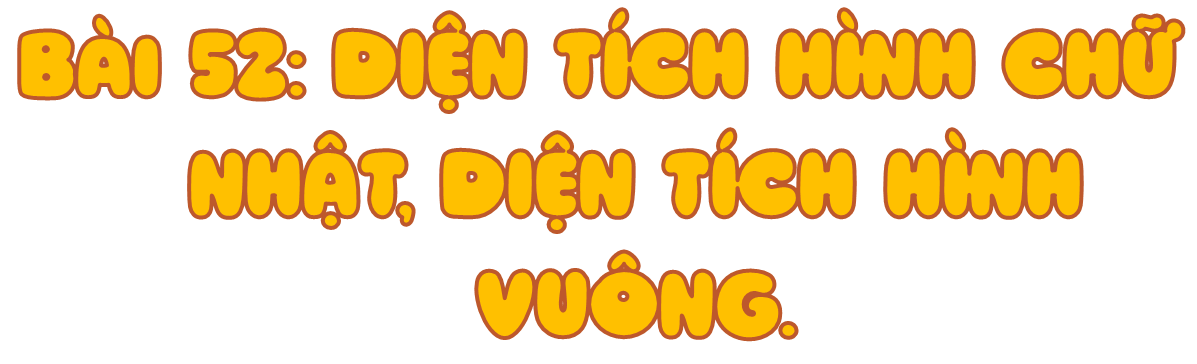 BÀI 52: DIỆN TÍCH HÌNH CHỮ
NHẬT, DIỆN TÍCH HÌNH
VUÔNG.